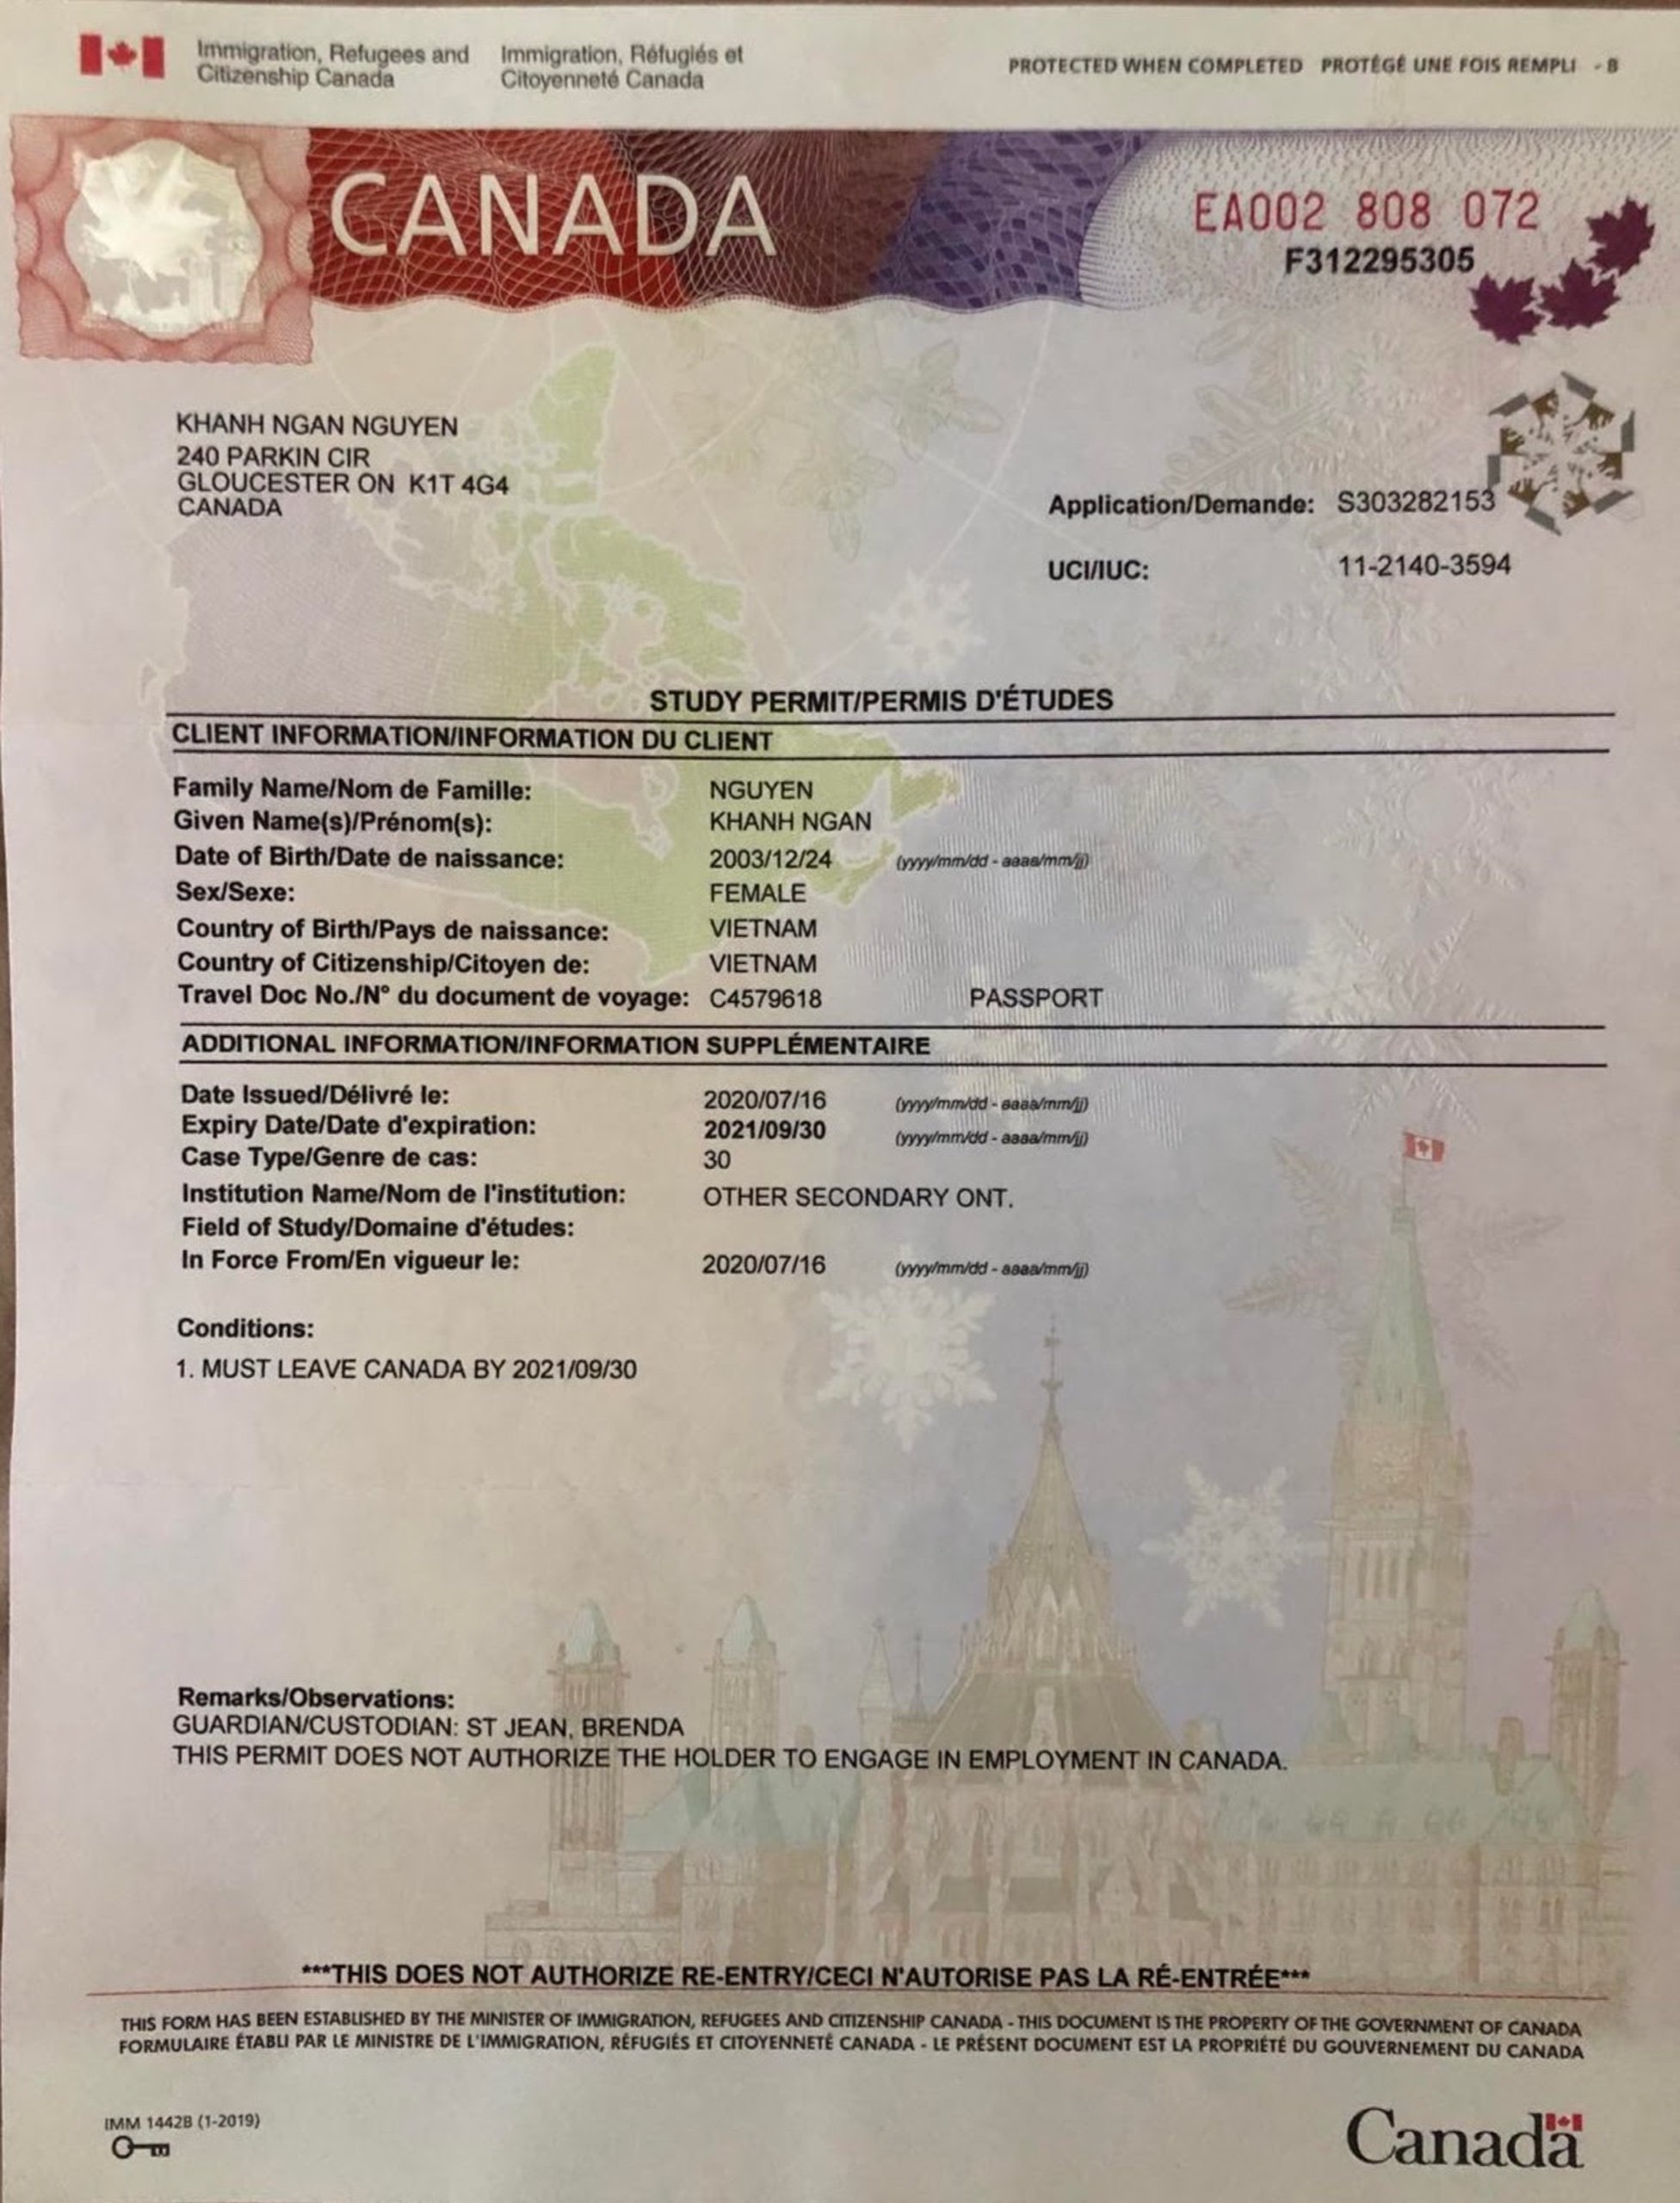 Immigration, Refugees and Citizenship Canada
Immigration, Réfugiés et Citoyenneté Canada
PROTECTED WHEN COMPLETED PROTÉGÉ UNE FOIS REMPLI - B
CANADA
EA002 808 072
F312295305
KHANH NGAN NGUYEN
240 PARKIN CIR
GLOUCESTER ON K1T 4G4
CANADA
Application/Demande: S303282153
UCI/IUC: 11-2140-3594
STUDY PERMIT/PERMIS D'ÉTUDES
CLIENT INFORMATION/INFORMATION DU CLIENT
Family Name/Nom de Famille: NGUYEN
Given Name(s)/Prénom(s): KHANH NGAN
Date of Birth/Date de naissance: 2003/12/24 (yyyy/mm/dd - aaaa/mm/jj)
Sex/Sexe: FEMALE
Country of Birth/Pays de naissance: VIETNAM
Country of Citizenship/Citoyen de: VIETNAM
Travel Doc No./N° du document de voyage: C4579618 PASSPORT
ADDITIONAL INFORMATION/INFORMATION SUPPLÉMENTAIRE
Date Issued/Délivré le: 2020/07/16 (yyyy/mm/dd - aaaa/mm/jj)
Expiry Date/Date d'expiration: 2021/09/30 (yyyy/mm/dd - aaaa/mm/jj)
Case Type/Genre de cas: 30
Institution Name/Nom de l'institution: OTHER SECONDARY ONT.
Field of Study/Domaine d'études:
In Force From/En vigueur le: 2020/07/16 (yyyy/mm/dd - aaaa/mm/jj)
Conditions:
1. MUST LEAVE CANADA BY 2021/09/30
Remarks/Observations:
GUARDIAN/CUSTODIAN: ST JEAN, BRENDA
THIS PERMIT DOES NOT AUTHORIZE THE HOLDER TO ENGAGE IN EMPLOYMENT IN CANADA.
***THIS DOES NOT AUTHORIZE RE-ENTRY/CECI N'AUTORISE PAS LA RÉ-ENTRÉE***
THIS FORM HAS BEEN ESTABLISHED BY THE MINISTER OF IMMIGRATION, REFUGEES AND CITIZENSHIP CANADA - THIS DOCUMENT IS THE PROPERTY OF THE GOVERNMENT OF CANADA
FORMULAIRE ÉTABLI PAR LE MINISTRE DE L'IMMIGRATION, RÉFUGIÉS ET CITOYENNETÉ CANADA - LE PRÉSENT DOCUMENT EST LA PROPRIÉTÉ DU GOUVERNEMENT DU CANADA
IMM 1442B (1-2019)
Canada